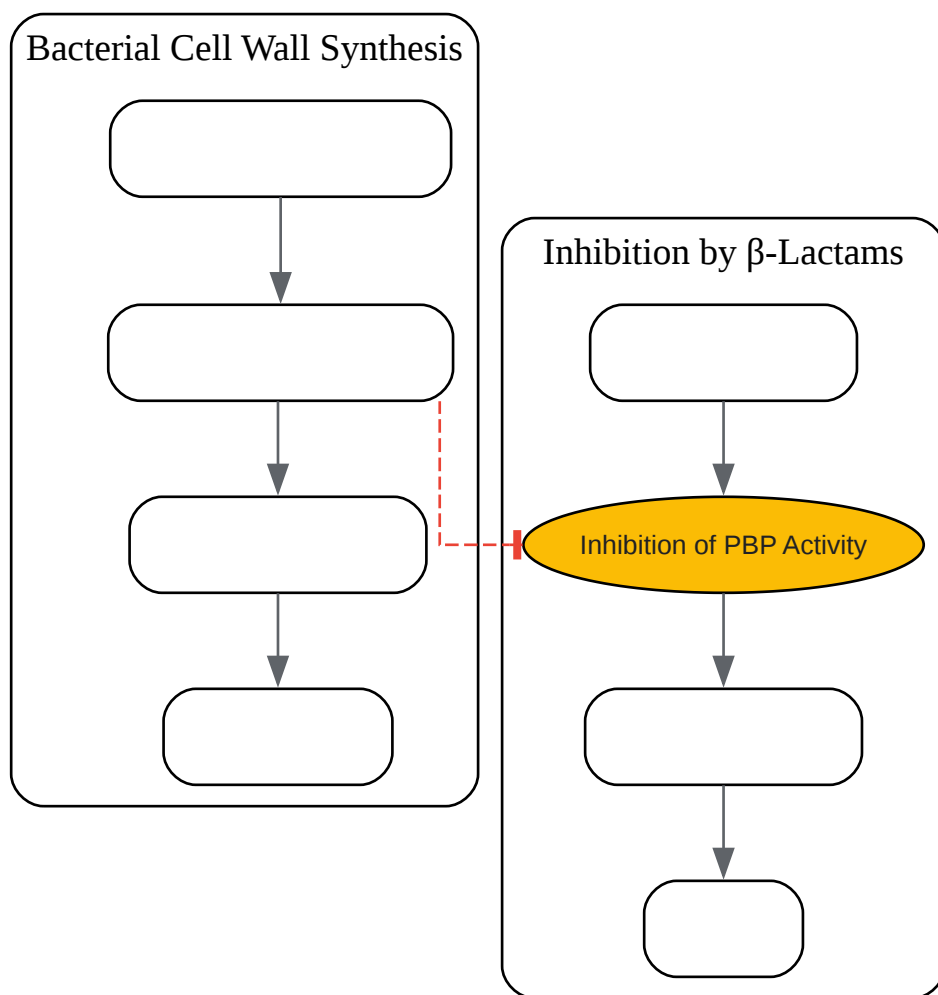 Bacterial Cell Wall Synthesis
Inhibition by β-Lactams
Inhibition of PBP Activity